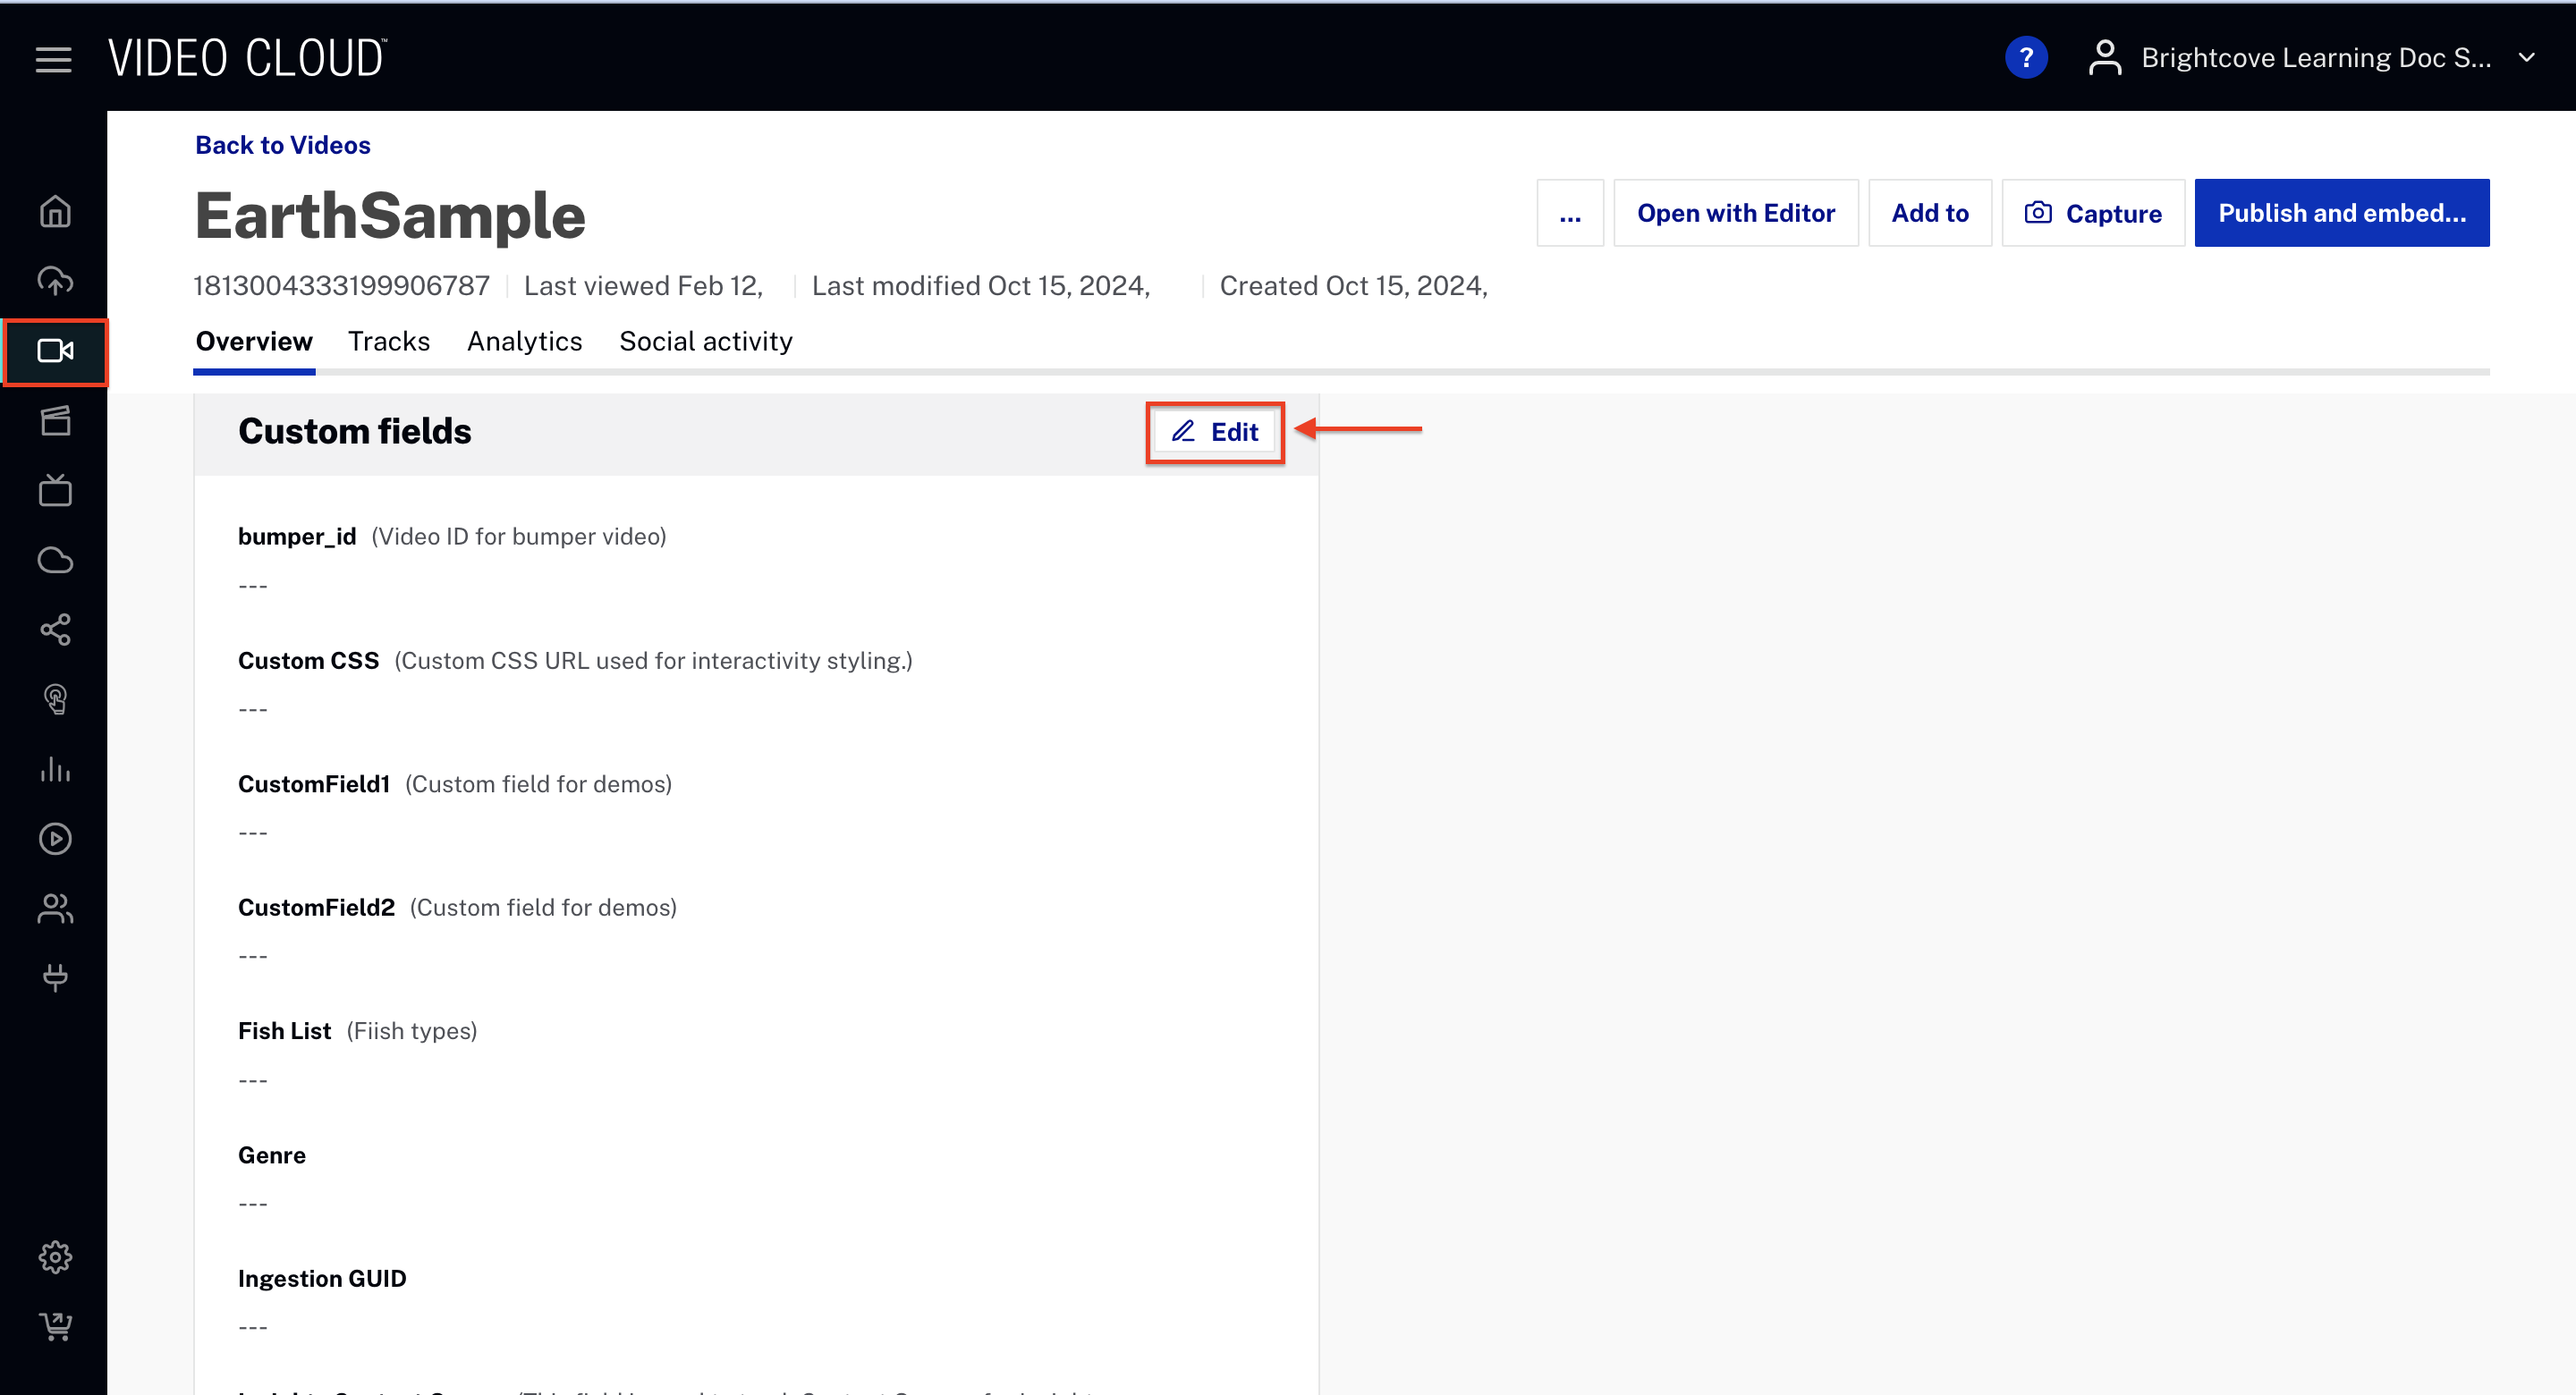 VIDEO CLOUD™
?
Brightcove Learning Doc S...
Back to Videos
EarthSample
...
Open with Editor
Add to
Capture
Publish and embed...
1813004333199906787
Last viewed Feb 12,
Last modified Oct 15, 2024,
Created Oct 15, 2024,
Overview
Tracks
Analytics
Social activity
Custom fields
Edit
bumper_id (Video ID for bumper video)
---
Custom CSS (Custom CSS URL used for interactivity styling.)
---
CustomField1 (Custom field for demos)
---
CustomField2 (Custom field for demos)
---
Fish List (Fiish types)
---
Genre
---
Ingestion GUID
---